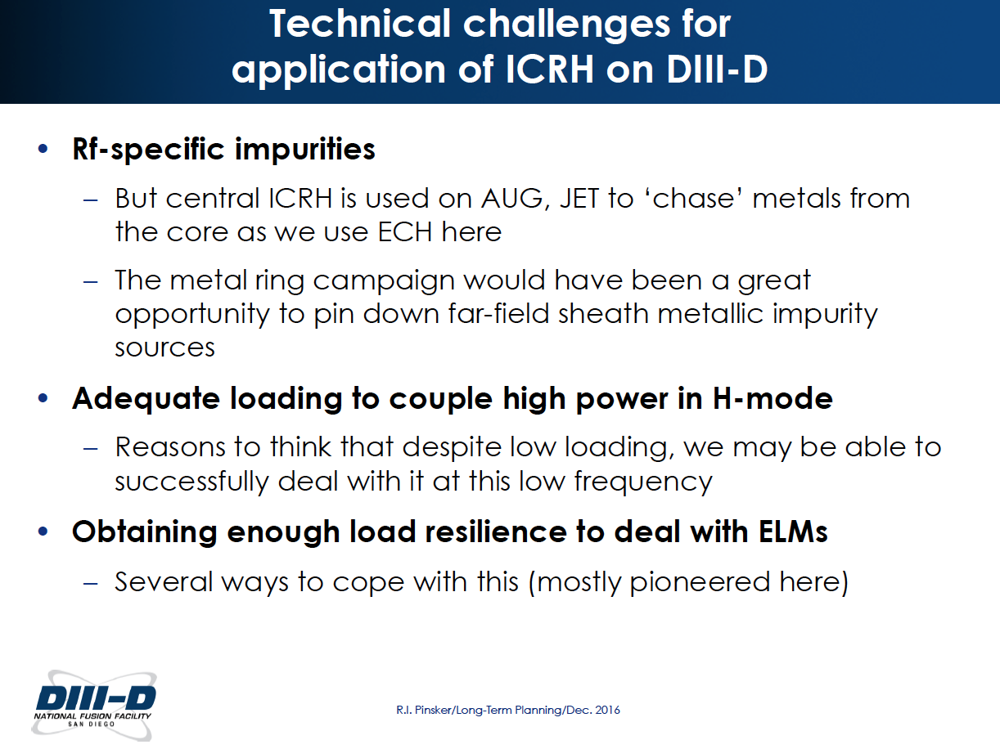 Technical challenges for
application of ICRH on DIII-D
• Rf-specific impurities
– But central ICRH is used on AUG, JET to ‘chase’ metals from
the core as we use ECH here
– The metal ring campaign would have been a great
opportunity to pin down far-field sheath metallic impurity
sources
• Adequate loading to couple high power in H-mode
– Reasons to think that despite low loading, we may be able to
successfully deal with it at this low frequency
• Obtaining enough load resilience to deal with ELMs
– Several ways to cope with this (mostly pioneered here)
DIII-D
NATIONAL FUSION FACILITY
SAN DIEGO
R.I. Pinsker/Long-Term Planning/Dec. 2016